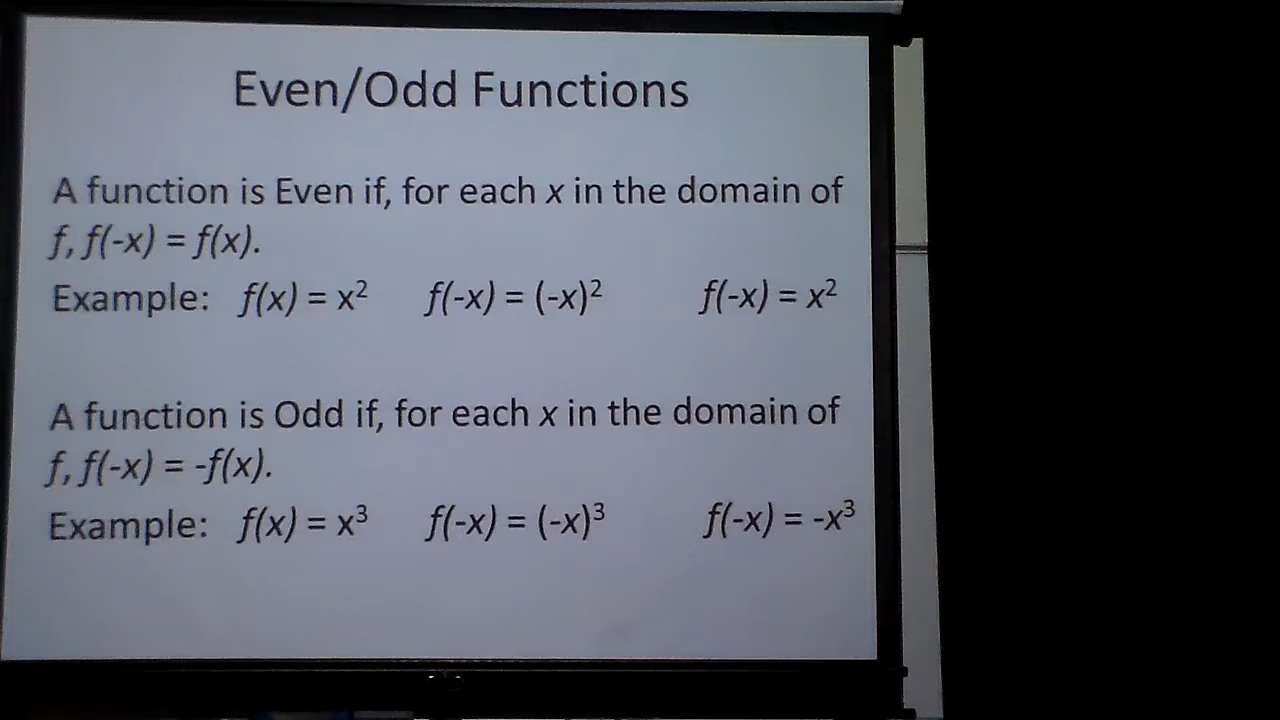 Even/Odd Functions
A function is Even if, for each x in the domain of
f, f(-x) = f(x).
Example: f(x) = x² f(-x) = (-x)² f(-x) = x²
A function is Odd if, for each x in the domain of
f, f(-x) = -f(x).
Example: f(x) = x³ f(-x) = (-x)³ f(-x) = -x³